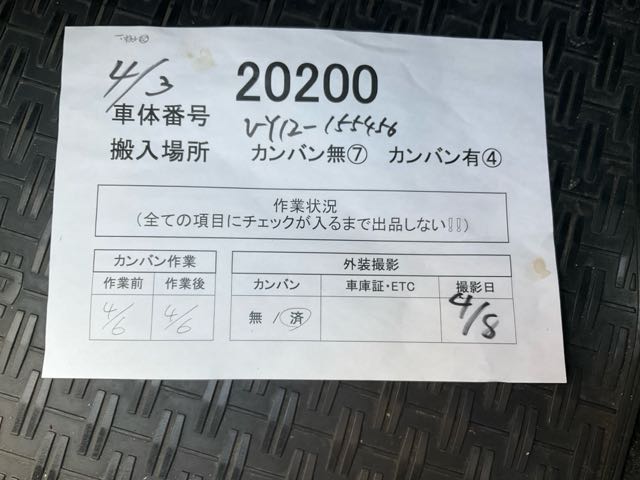 4/3 20200
車体番号 VY12-155456
搬入場所 カンバン無⑦ カンバン有④
作業状況
(全ての項目にチェックが入るまで出品しない!!)
カンバン作業 外装撮影
作業前 作業後 カンバン 車庫証・ETC 撮影日
4/6 4/6 無 / 済 4/8